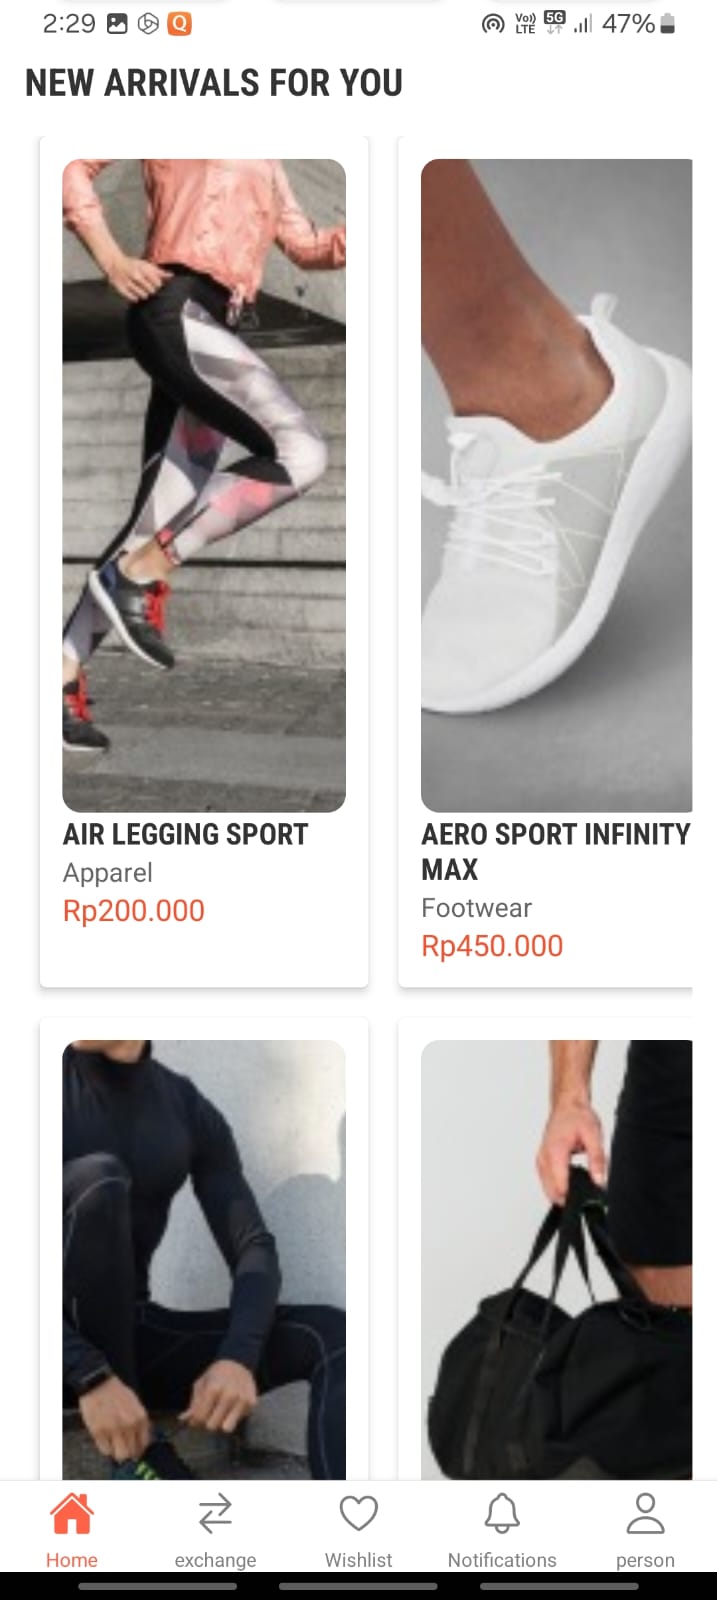 2:29
Q
Vo))
LTE
5G
47%
NEW ARRIVALS FOR YOU
AIR LEGGING SPORT
Apparel
Rp200.000
AERO SPORT INFINITY
MAX
Footwear
Rp450.000
Home
exchange
Wishlist
Notifications
person